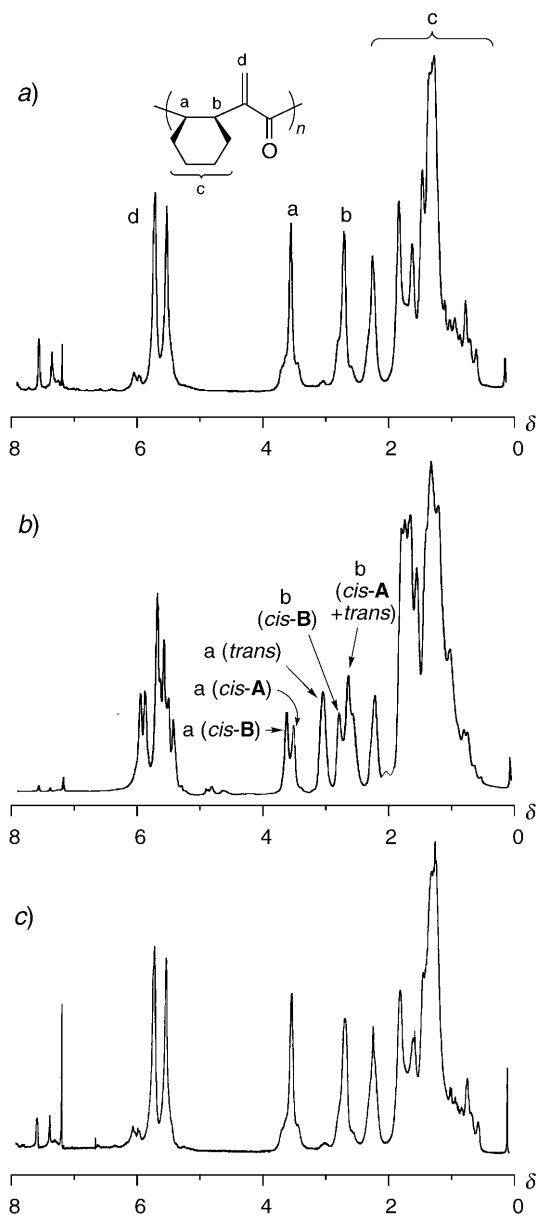 c
a)
d
a
b
n
O
c
d
a
b
8 6 4 2 0 δ
b)
b
(cis-A
+trans)
b
(cis-B)
a (trans)
a (cis-A)
a (cis-B)
8 6 4 2 0 δ
c)
8 6 4 2 0 δ